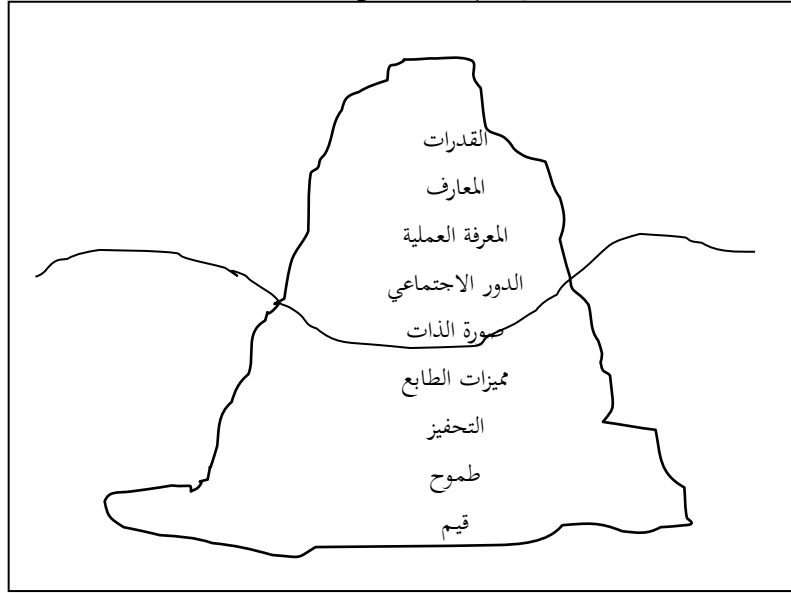 القدرات
المعارف
المعرفة العملية
الدور الاجتماعي
صورة الذات
مميزات الطابع
التحفيز
طموح
قيم